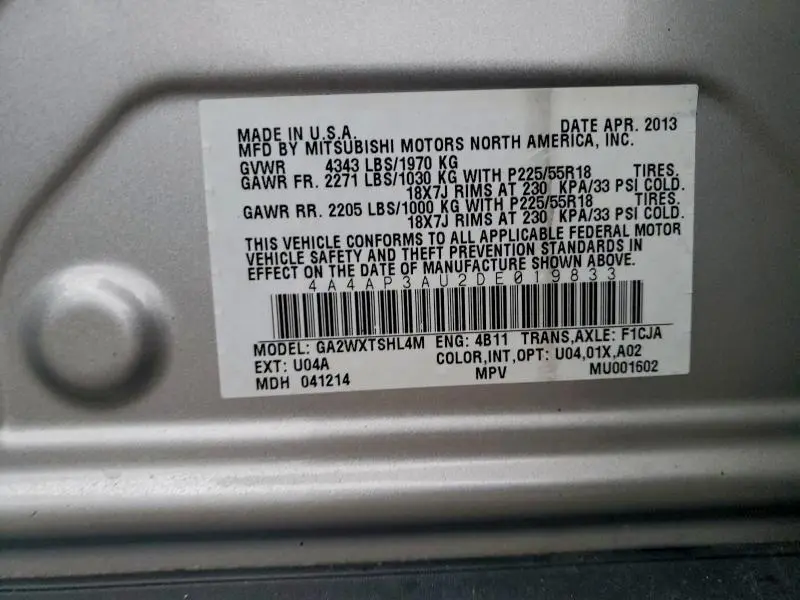 MADE IN U.S.A. DATE APR. 2013
MFD BY MITSUBISHI MOTORS NORTH AMERICA, INC.
GVWR 4343 LBS/1970 KG
GAWR FR. 2271 LBS/1030 KG WITH P225/55R18 TIRES.
18X7J RIMS AT 230 KPA/33 PSI COLD.
GAWR RR. 2205 LBS/1000 KG WITH P225/55R18 TIRES.
18X7J RIMS AT 230 KPA/33 PSI COLD.
THIS VEHICLE CONFORMS TO ALL APPLICABLE FEDERAL MOTOR
VEHICLE SAFETY AND THEFT PREVENTION STANDARDS IN
EFFECT ON THE DATE OF MANUFACTURE SHOWN ABOVE.
4A4AP3AU2DE019833
MODEL: GA2WXTSHL4M ENG: 4B11 TRANS,AXLE: F1CJA
EXT: U04A COLOR,INT,OPT: U04,01X,A02
MDH 041214 MPV MU001602